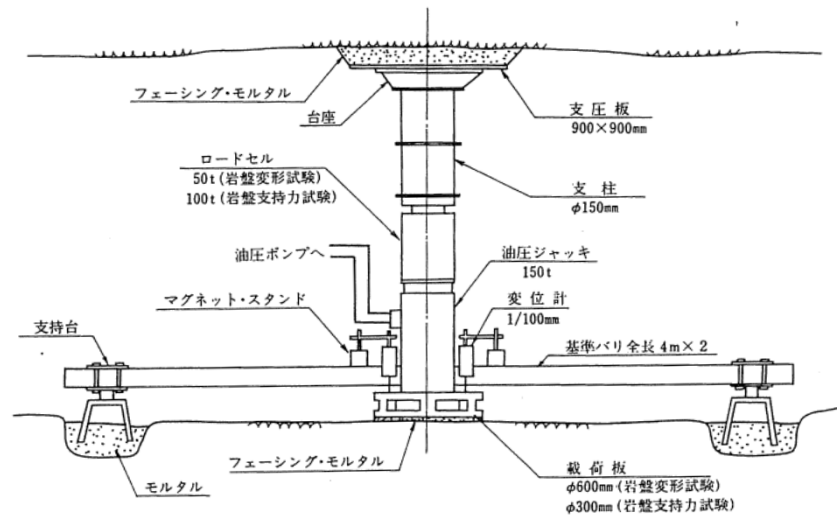 フェーシング・モルタル
台座
支圧板
900×900mm
ロードセル
50t(岩盤変形試験)
100t(岩盤支持力試験)
支柱
φ150mm
油圧ポンプへ
油圧ジャッキ
150t
マグネット・スタンド
変位計
1/100mm
支持台
基準バリ全長4m×2
フェーシング・モルタル
モルタル
載荷板
φ600mm(岩盤変形試験)
φ300mm(岩盤支持力試験)